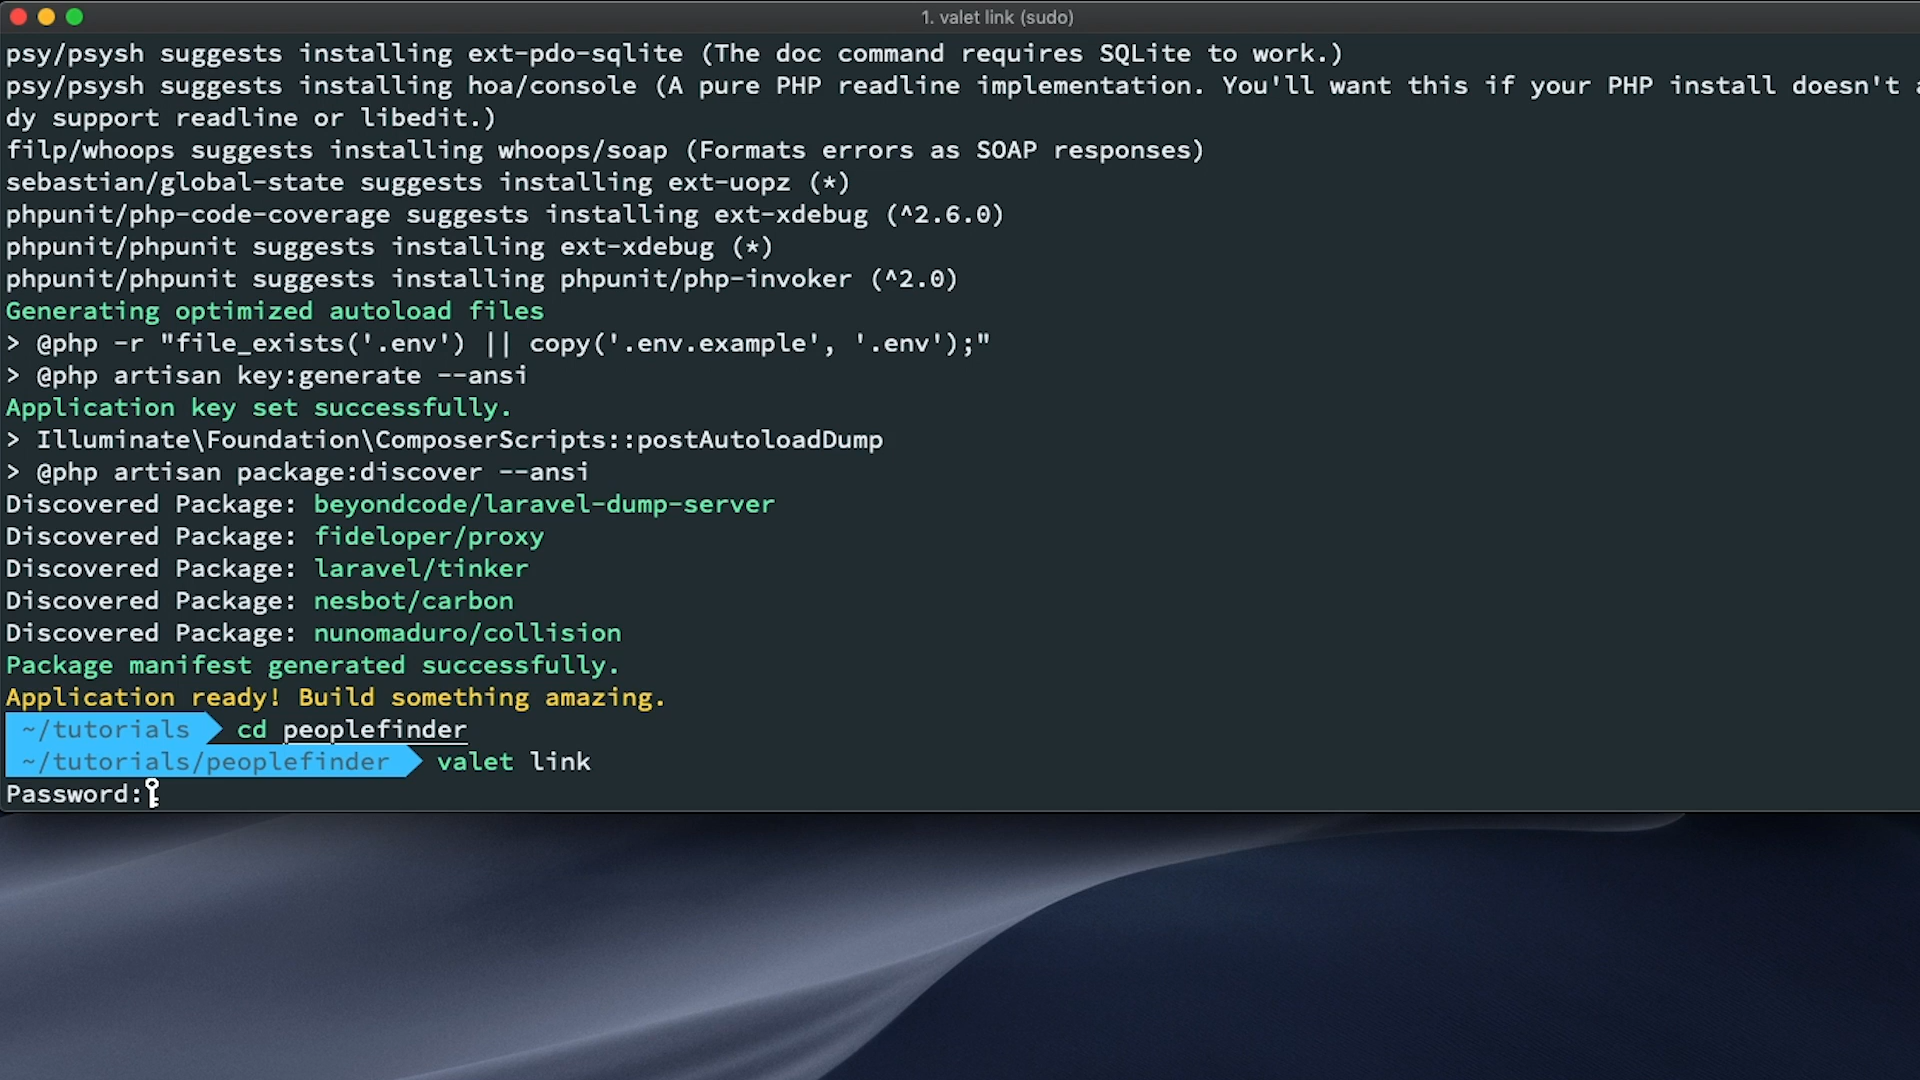 1. valet link (sudo)
psy/psysh suggests installing ext-pdo-sqlite (The doc command requires SQLite to work.)
psy/psysh suggests installing hoa/console (A pure PHP readline implementation. You'll want this if your PHP install doesn't a
dy support readline or libedit.)
filp/whoops suggests installing whoops/soap (Formats errors as SOAP responses)
sebastian/global-state suggests installing ext-uopz (*)
phpunit/php-code-coverage suggests installing ext-xdebug (^2.6.0)
phpunit/phpunit suggests installing ext-xdebug (*)
phpunit/phpunit suggests installing phpunit/php-invoker (^2.0)
Generating optimized autoload files
> @php -r "file_exists('.env') || copy('.env.example', '.env');"
> @php artisan key:generate --ansi
Application key set successfully.
> Illuminate\Foundation\ComposerScripts::postAutoloadDump
> @php artisan package:discover --ansi
Discovered Package: beyondcode/laravel-dump-server
Discovered Package: fideloper/proxy
Discovered Package: laravel/tinker
Discovered Package: nesbot/carbon
Discovered Package: nunomaduro/collision
Package manifest generated successfully.
Application ready! Build something amazing.
~/tutorials cd peoplefinder
~/tutorials/peoplefinder valet link
Password: